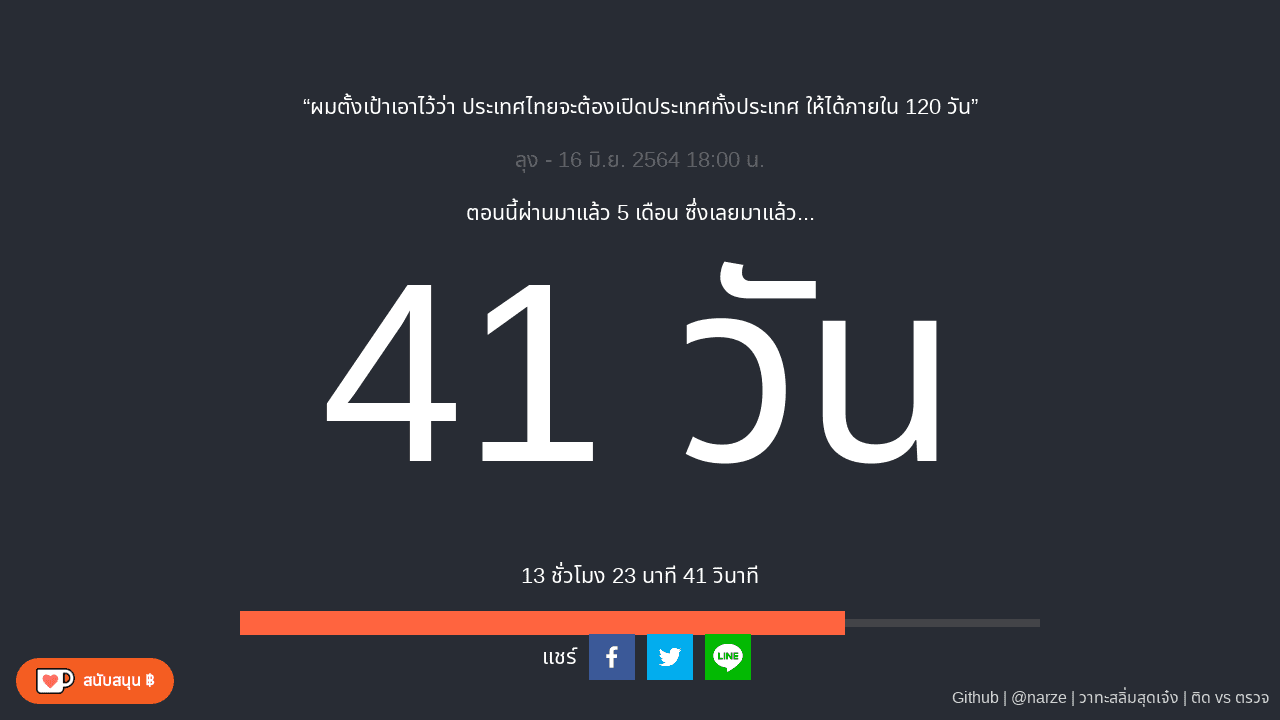 “ผมตั้งเป้าเอาไว้ว่า ประเทศไทยจะต้องเปิดประเทศทั้งประเทศ ให้ได้ภายใน 120 วัน”
ลุง - 16 มิ.ย. 2564 18:00 น.
ตอนนี้ผ่านมาแล้ว 5 เดือน ซึ่งเลยมาแล้ว...
41 วัน
13 ชั่วโมง 23 นาที 41 วินาที
แชร์
LINE
สนับสนุน ฿
Github | @narze | วาทะสลิ่มสุดเจ๋ง | ติด vs ตรวจ